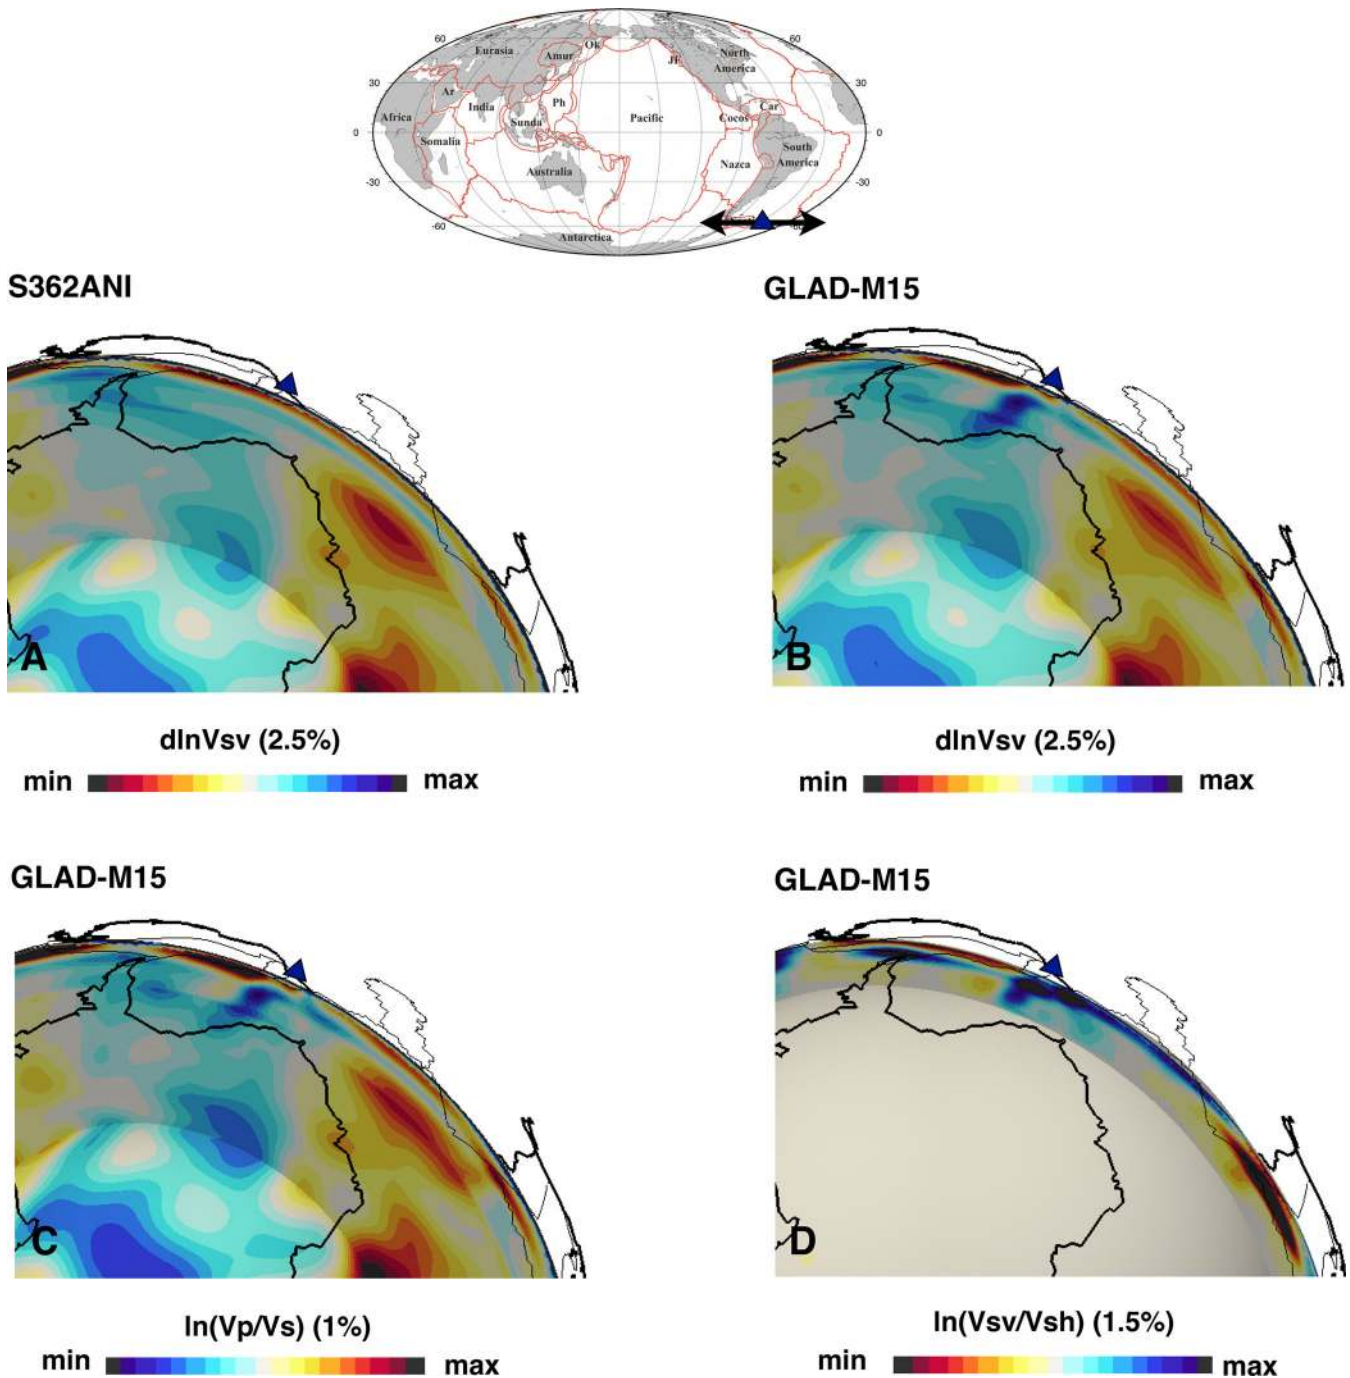 60
60
Ok
Eurasia
Amur
JF
North
America
30
30
Ar
India
Ph
Car
Africa
Sunda
Pacific
Cocos
0
0
Somalia
South
America
Nazca
Australia
-30
-30
-60
-60
Antarctica
S362ANI
GLAD-M15
A
B
dlnVsv (2.5%)
dlnVsv (2.5%)
min
max
min
max
GLAD-M15
GLAD-M15
C
D
ln(Vp/Vs) (1%)
ln(Vsv/Vsh) (1.5%)
min
max
min
max